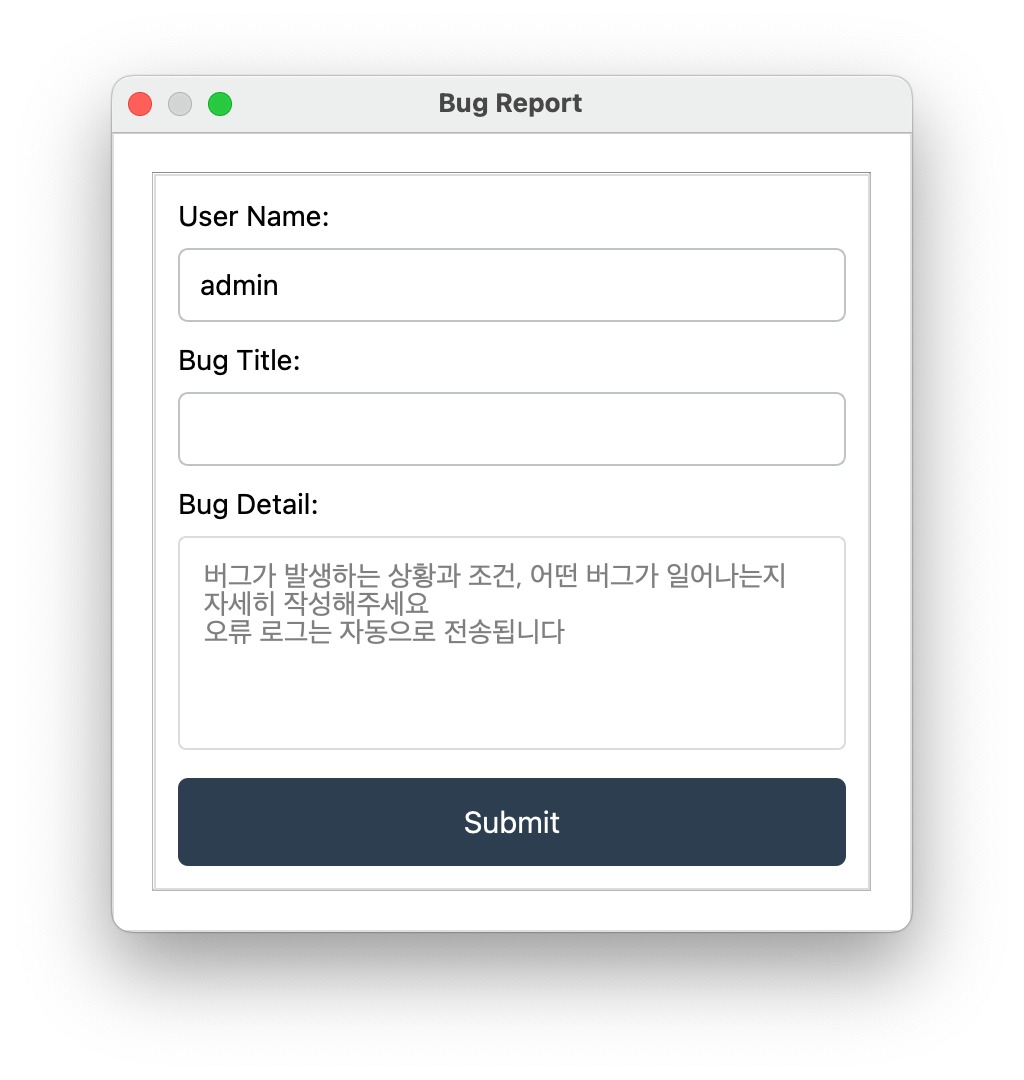 Bug Report
User Name:
admin
Bug Title:
Bug Detail:
버그가 발생하는 상황과 조건, 어떤 버그가 일어나는지
자세히 작성해주세요
오류 로그는 자동으로 전송됩니다
Submit